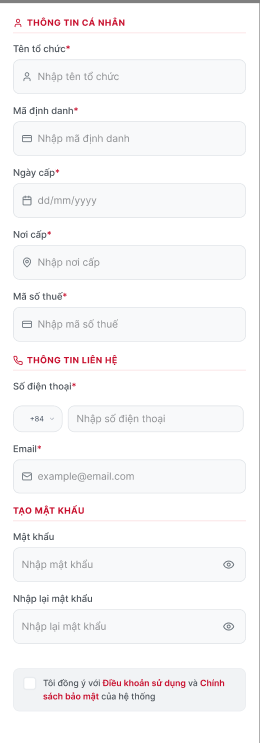 THÔNG TIN CÁ NHÂN
Tên tổ chức*
Nhập tên tổ chức
Mã định danh*
Nhập mã định danh
Ngày cấp*
dd/mm/yyyy
Nơi cấp*
Nhập nơi cấp
Mã số thuế*
Nhập mã số thuế
THÔNG TIN LIÊN HỆ
Số điện thoại*
+84 Nhập số điện thoại
Email*
example@email.com
TẠO MẬT KHẨU
Mật khẩu
Nhập mật khẩu
Nhập lại mật khẩu
Nhập lại mật khẩu
Tôi đồng ý với Điều khoản sử dụng và Chính
sách bảo mật của hệ thống